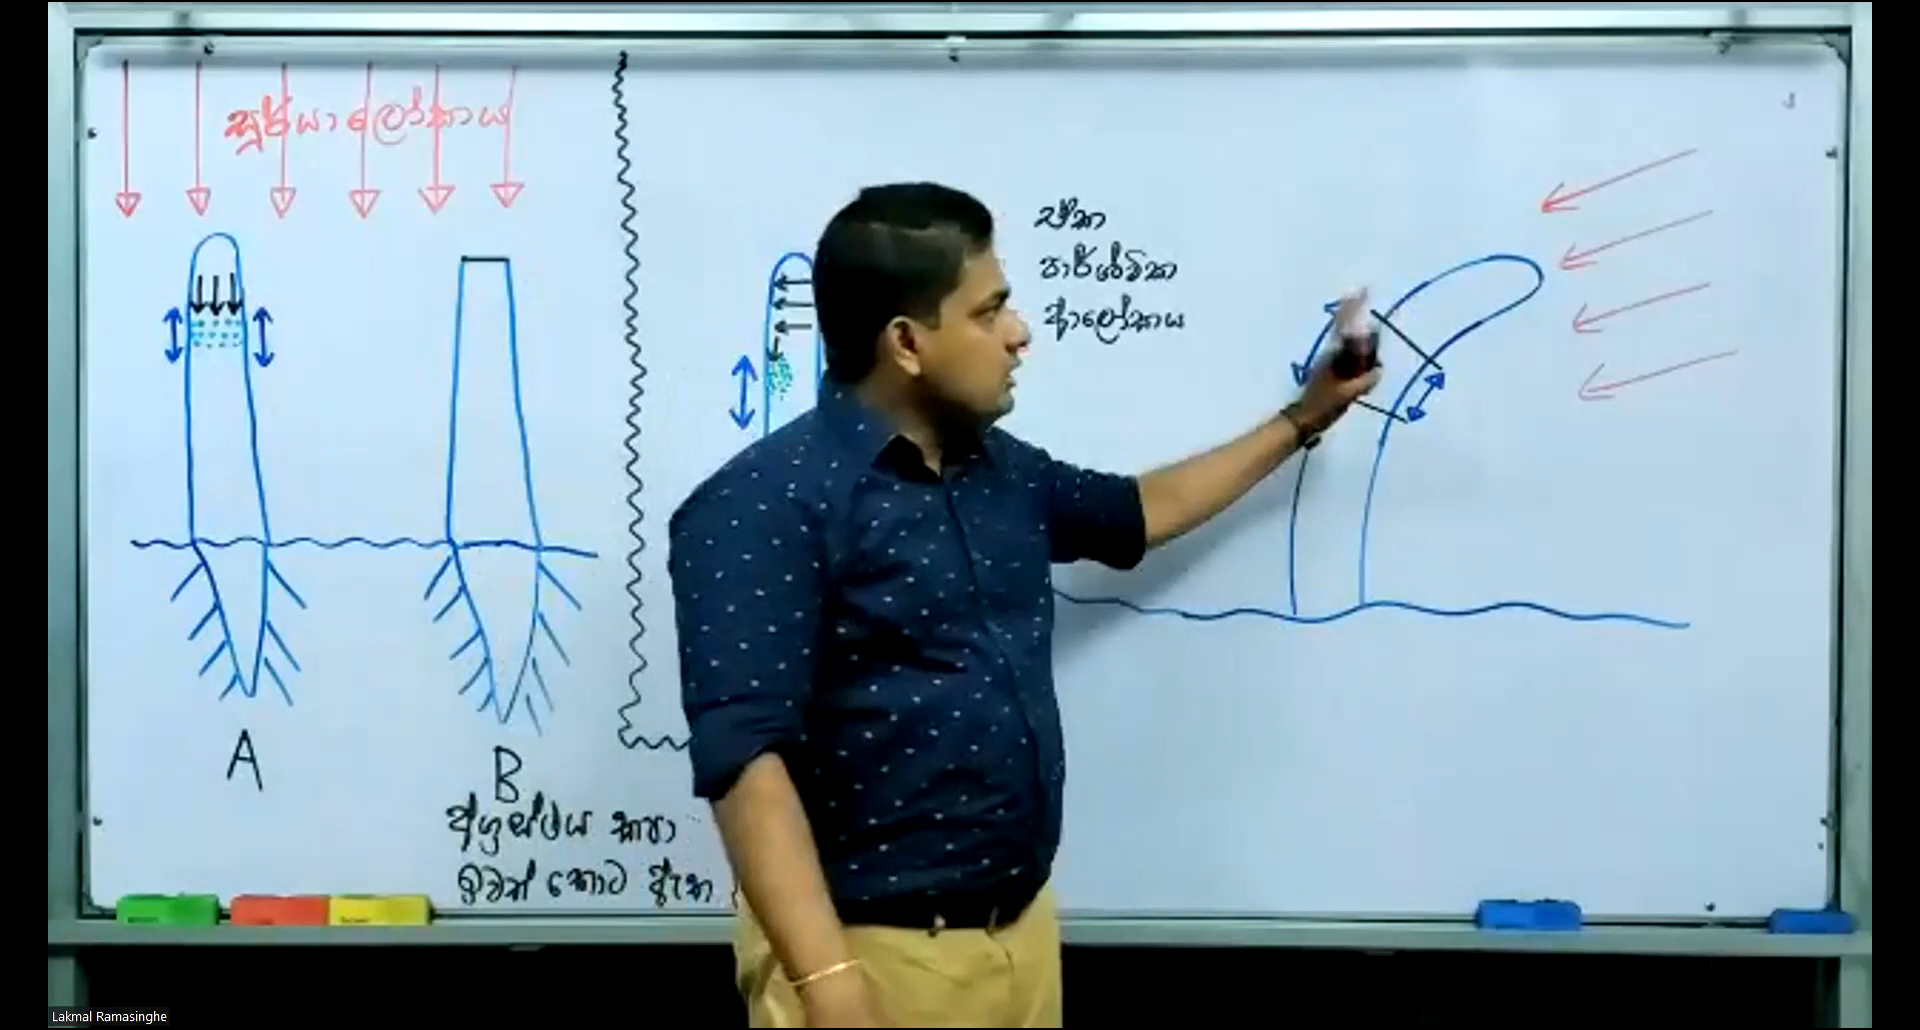 සූර්යාලෝකය
ඒක
පාර්ශ්වික
ආලෝකය
A
B
අග්‍රස්ථය කපා
ඉවත් කොට ඇත
Lakmal Ramasinghe